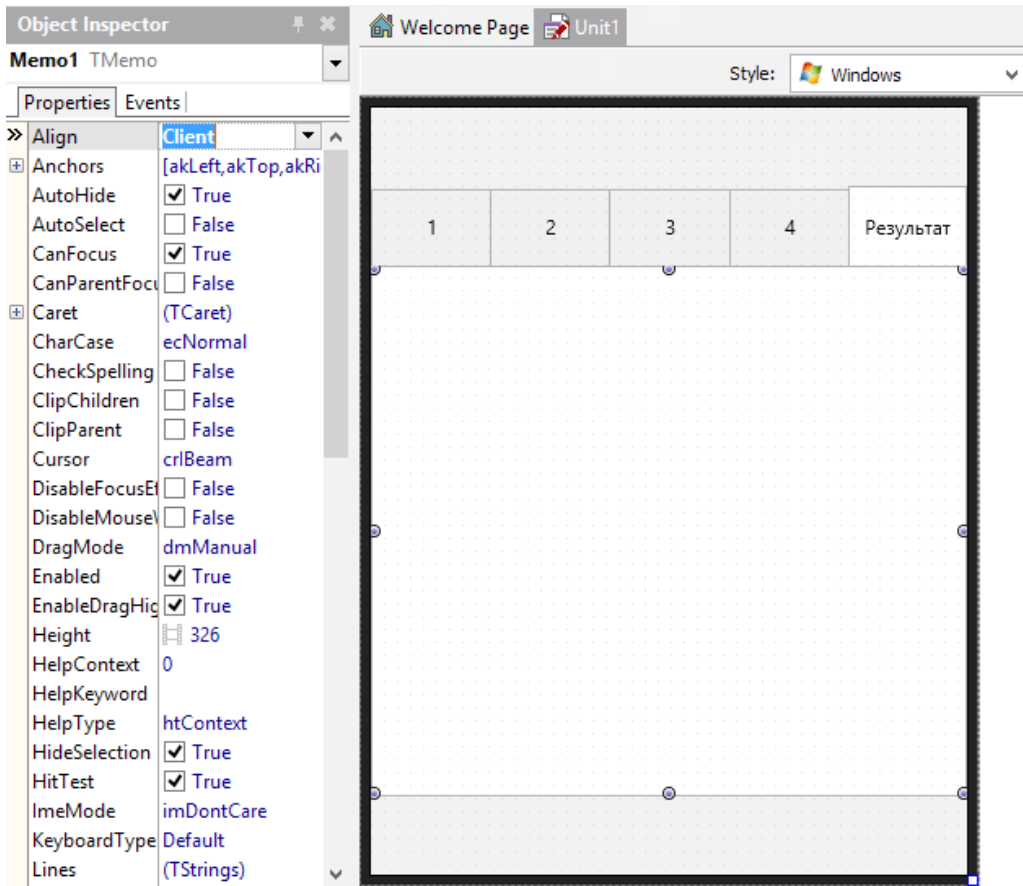 Object Inspector
Memo1 TMemo
Properties Events
Align Client
Anchors [akLeft,akTop,akRi
AutoHide True
AutoSelect False
CanFocus True
CanParentFocu False
Caret (TCaret)
CharCase ecNormal
CheckSpelling False
ClipChildren False
ClipParent False
Cursor crIBeam
DisableFocusEf False
DisableMouseW False
DragMode dmManual
Enabled True
EnableDragHig True
Height 326
HelpContext 0
HelpKeyword
HelpType htContext
HideSelection True
HitTest True
ImeMode imDontCare
KeyboardType Default
Lines (TStrings)
Welcome Page Unit1
Style: Windows
1 2 3 4 Результат